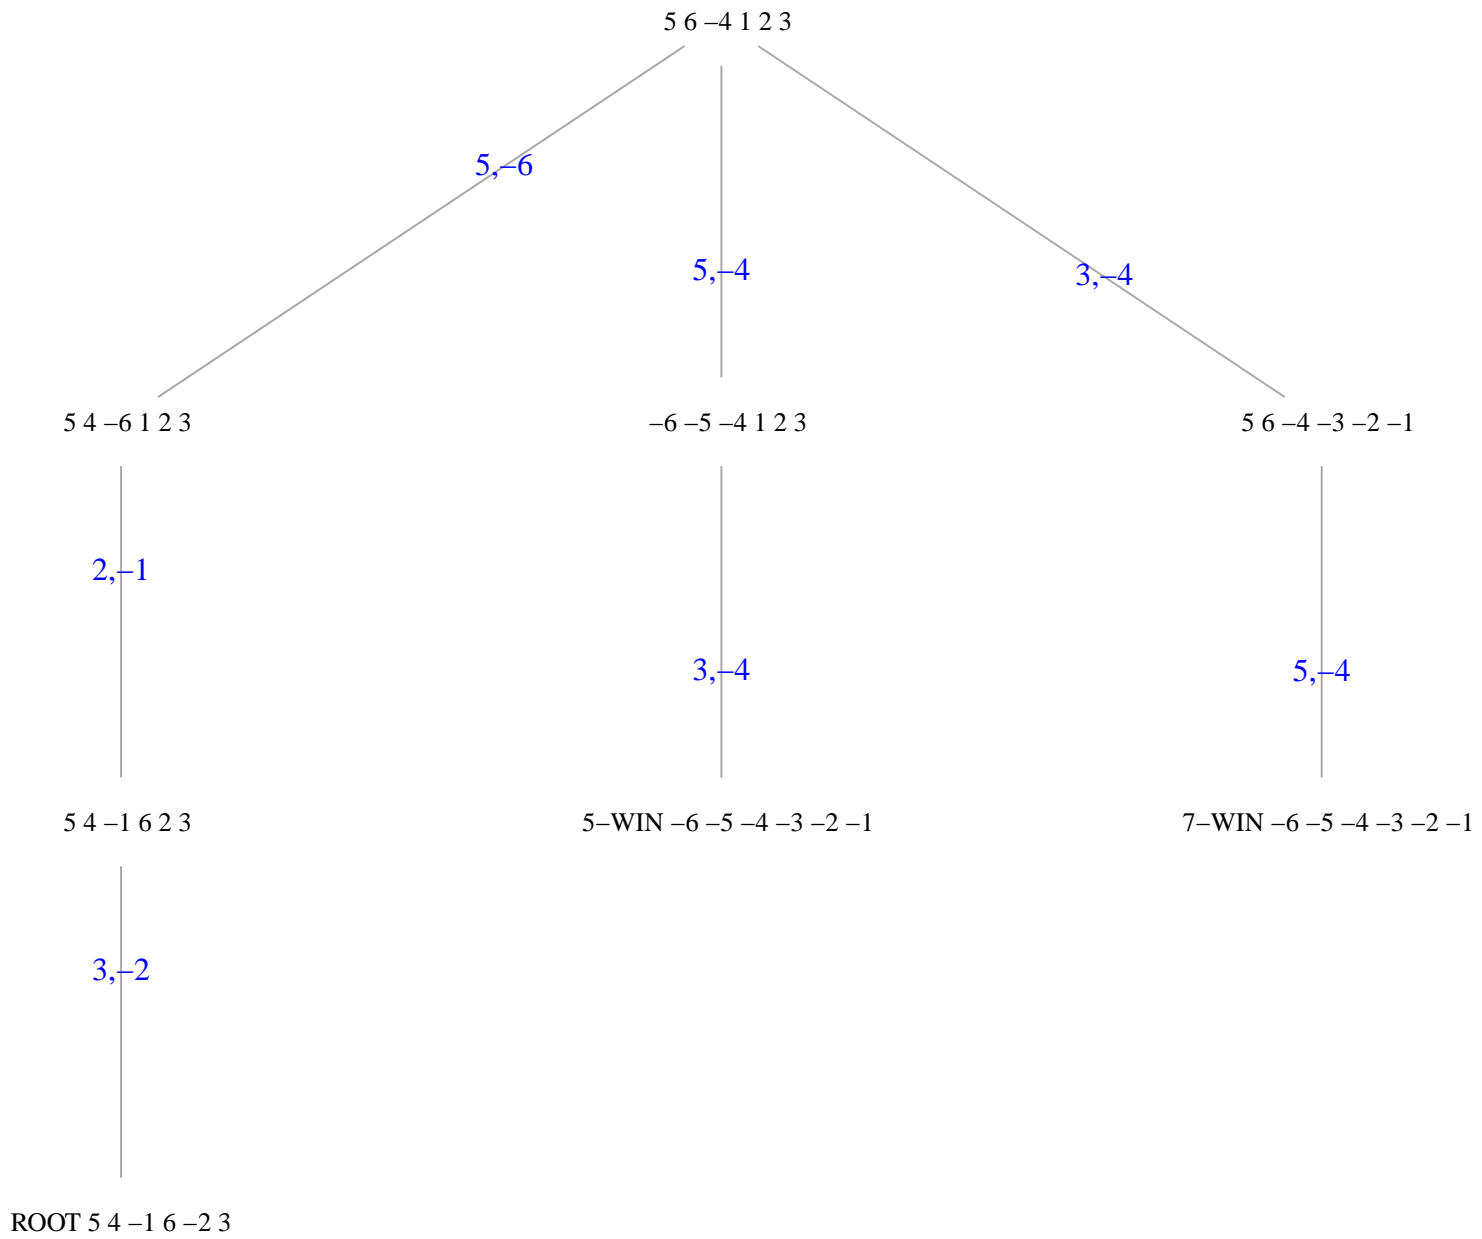 5 6 –4 1 2 3
5,–6
5,–4
3,–4
5 4 –6 1 2 3
–6 –5 –4 1 2 3
5 6 –4 –3 –2 –1
2,–1
3,–4
5,–4
5 4 –1 6 2 3
5–WIN –6 –5 –4 –3 –2 –1
7–WIN –6 –5 –4 –3 –2 –1
3,–2
ROOT 5 4 –1 6 –2 3